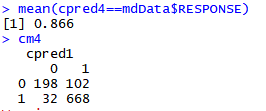 > mean(cpred4==mdData$RESPONSE)
[1] 0.866
> cm4
cpred1
0 1
0 198 102
1 32 668